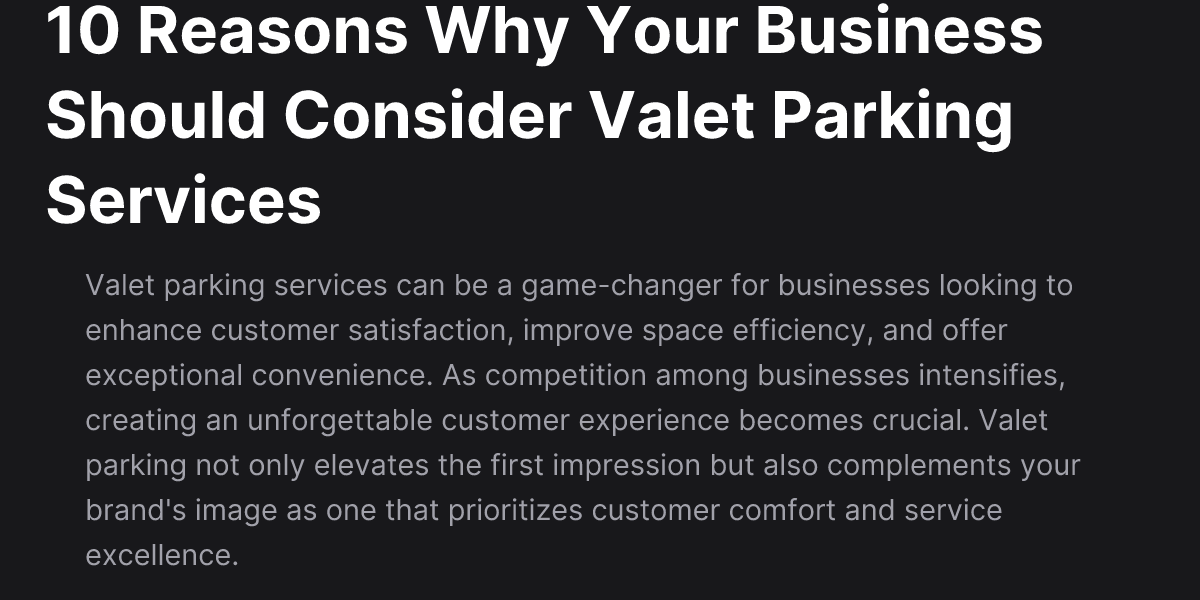 10 Reasons Why Your Business
Should Consider Valet Parking
Services
Valet parking services can be a game-changer for businesses looking to
enhance customer satisfaction, improve space efficiency, and offer
exceptional convenience. As competition among businesses intensifies,
creating an unforgettable customer experience becomes crucial. Valet
parking not only elevates the first impression but also complements your
brand's image as one that prioritizes customer comfort and service
excellence.